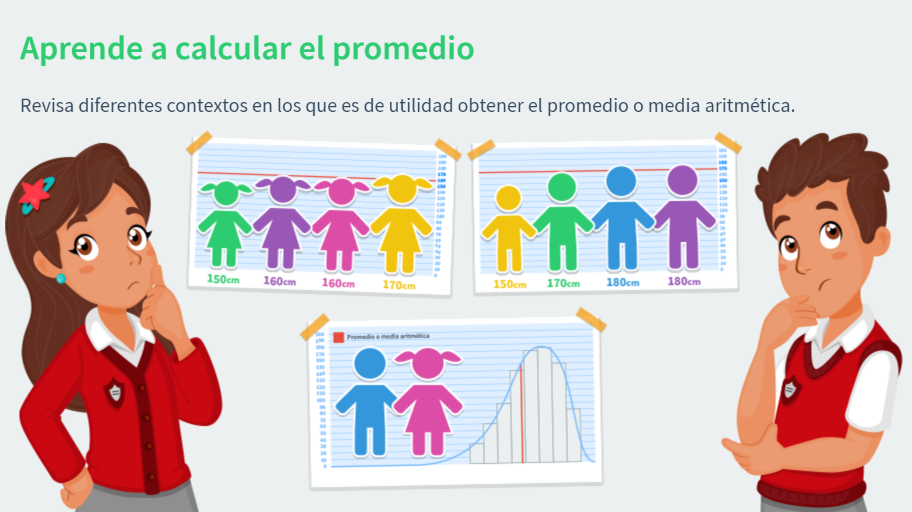 Aprende a calcular el promedio
Revisa diferentes contextos en los que es de utilidad obtener el promedio o media aritmética.
150cm 160cm 160cm 170cm
150cm 170cm 180cm 180cm
Promedio o media aritmética